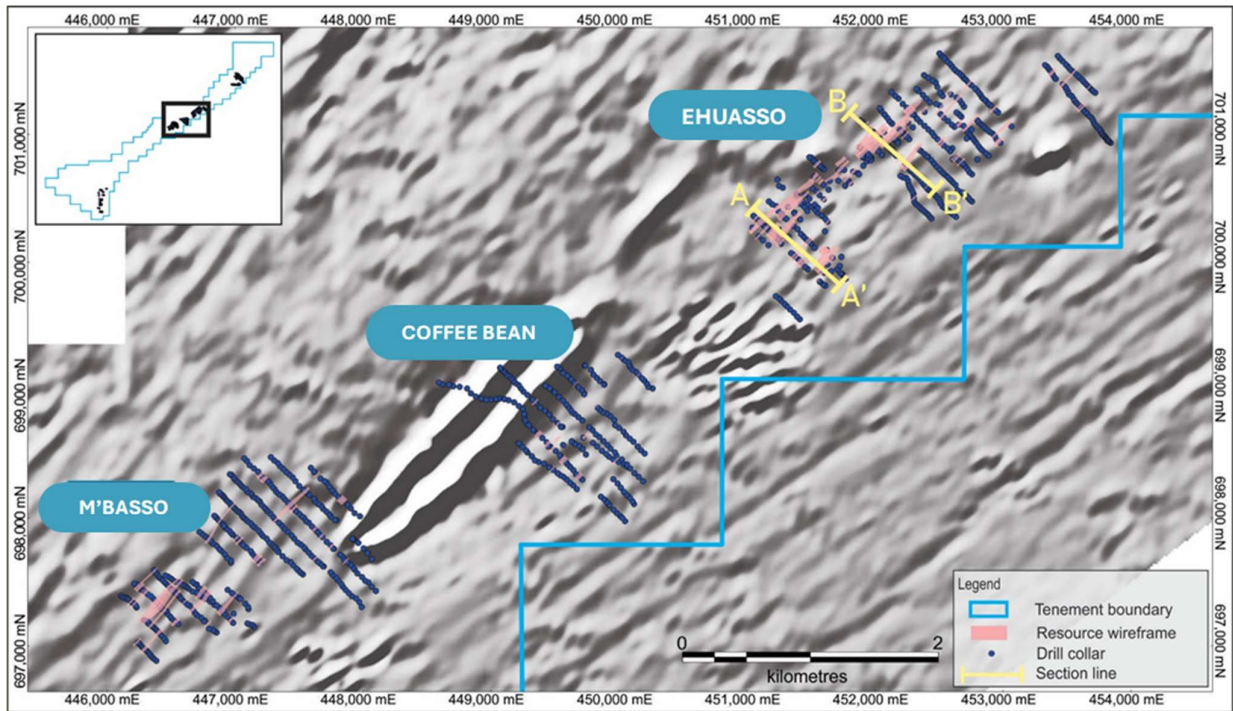 446,000 mE 447,000 mE 448,000 mE 449,000 mE 450,000 mE 451,000 mE 452,000 mE 453,000 mE 454,000 mE
701,000 mN
700,000 mN
699,000 mN
698,000 mN
697,000 mN
EHUASSO
B
B'
A
A'
COFFEE BEAN
M'BASSO
701,000 mN
700,000 mN
699,000 mN
698,000 mN
697,000 mN
Legend
Tenement boundary
Resource wireframe
Drill collar
Section line
0 2
kilometres
446,000 mE 447,000 mE 448,000 mE 449,000 mE 450,000 mE 451,000 mE 452,000 mE 453,000 mE 454,000 mE